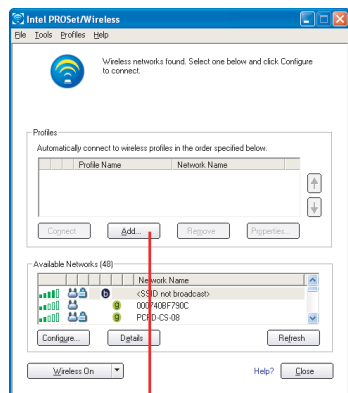 Intel PROSet/Wireless
File Tools Profiles Help
Wireless networks found. Select one below and click Configure
to connect.
Profiles
Automatically connect to wireless profiles in the order specified below.
Profile Name Network Name
Connect Add... Remove Properties...
Available Networks (48)
Network Name
b <SSID not broadcast>
g 000740BF790C
g PCPD-CS-08
Configure... Details Refresh
Wireless On Help? Close